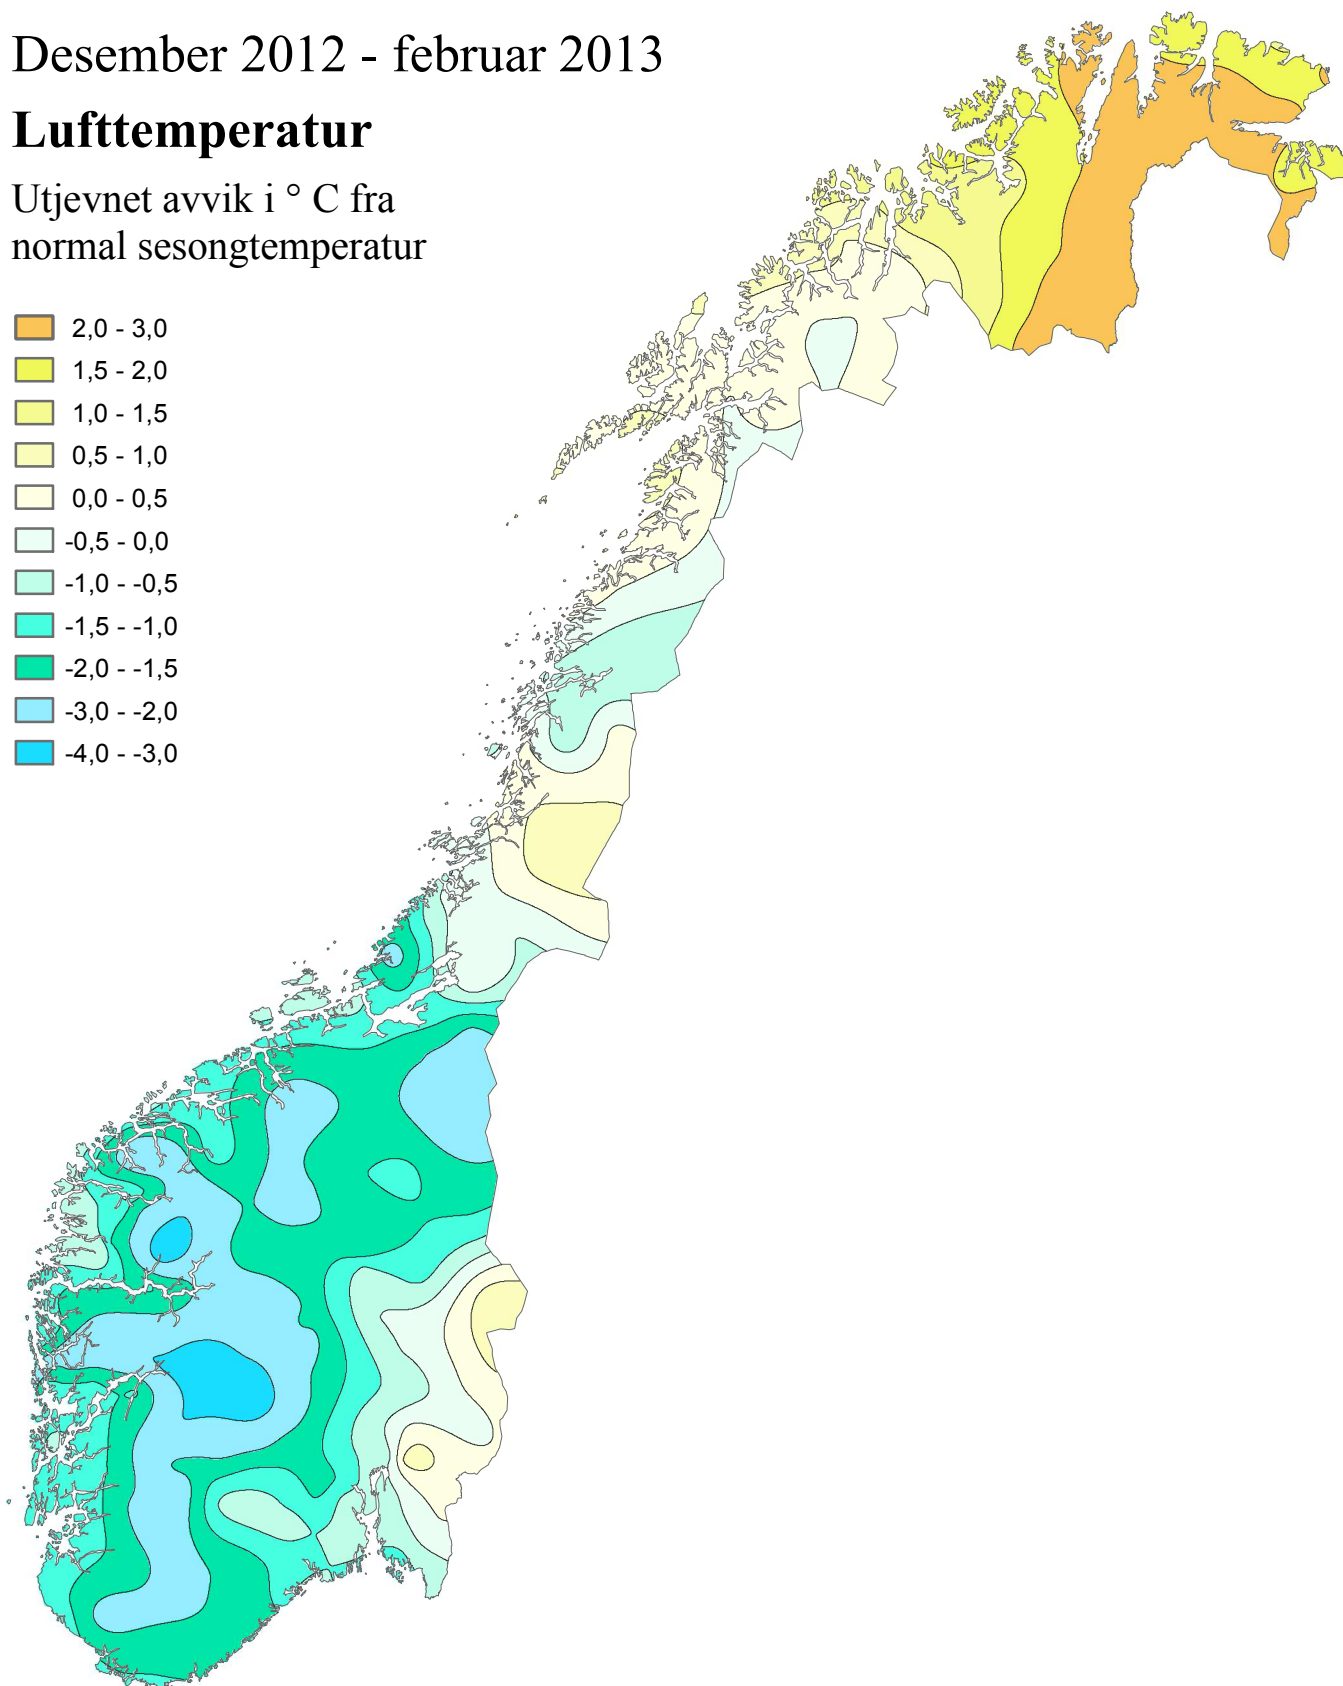 Desember 2012 - februar 2013
Lufttemperatur
Utjevnet avvik i ° C fra
normal sesongtemperatur
2,0 - 3,0
1,5 - 2,0
1,0 - 1,5
0,5 - 1,0
0,0 - 0,5
-0,5 - 0,0
-1,0 - -0,5
-1,5 - -1,0
-2,0 - -1,5
-3,0 - -2,0
-4,0 - -3,0